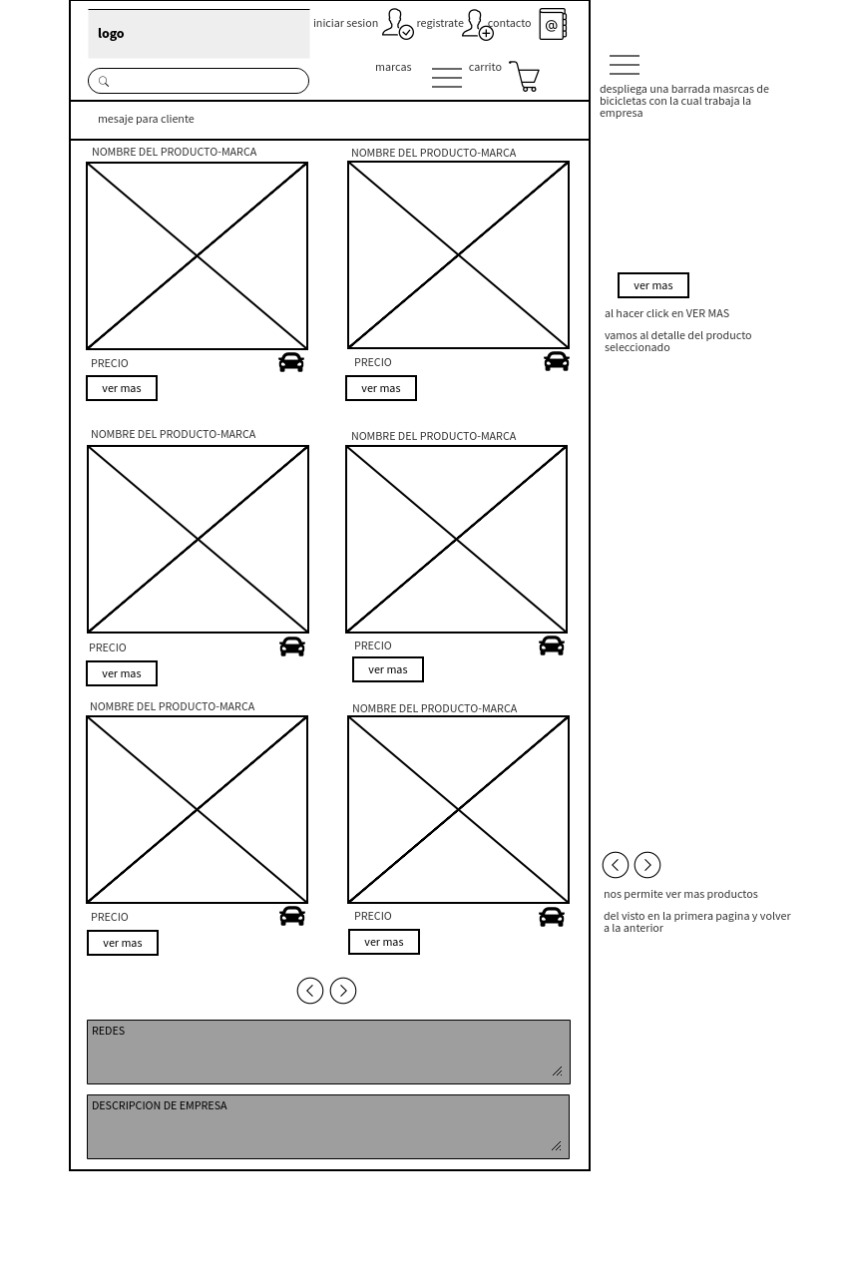 logo
iniciar sesion
registrate
contacto
@
marcas
carrito
despliega una barrada masrcas de
bicicletas con la cual trabaja la
empresa
mesaje para cliente
NOMBRE DEL PRODUCTO-MARCA
NOMBRE DEL PRODUCTO-MARCA
ver mas
al hacer click en VER MAS
vamos al detalle del producto
seleccionado
PRECIO
PRECIO
ver mas
ver mas
NOMBRE DEL PRODUCTO-MARCA
NOMBRE DEL PRODUCTO-MARCA
PRECIO
PRECIO
ver mas
ver mas
NOMBRE DEL PRODUCTO-MARCA
NOMBRE DEL PRODUCTO-MARCA
nos permite ver mas productos
del visto en la primera pagina y volver
a la anterior
PRECIO
PRECIO
ver mas
ver mas
REDES
DESCRIPCION DE EMPRESA